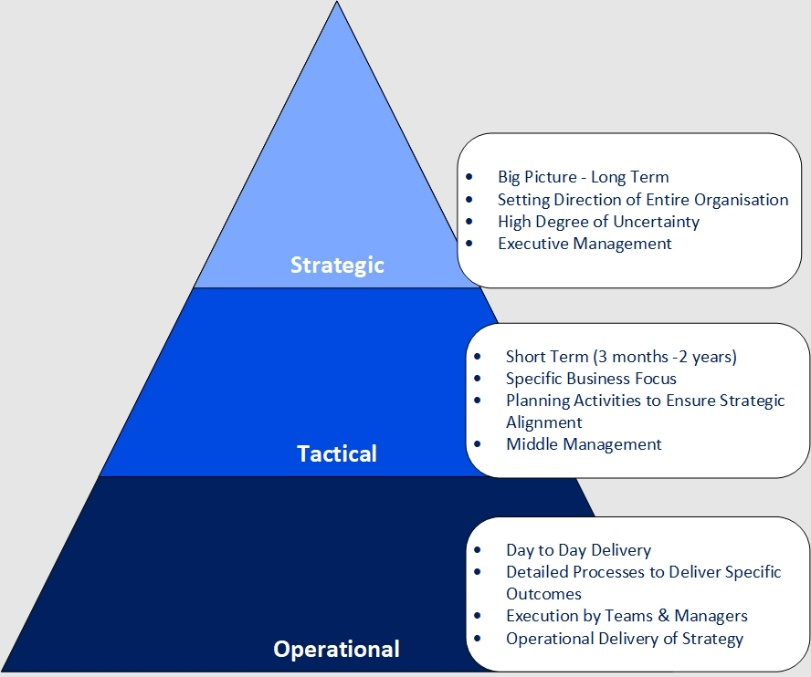 • Big Picture - Long Term
• Setting Direction of Entire Organisation
• High Degree of Uncertainty
• Executive Management
Strategic
• Short Term (3 months -2 years)
• Specific Business Focus
• Planning Activities to Ensure Strategic
Alignment
• Middle Management
Tactical
• Day to Day Delivery
• Detailed Processes to Deliver Specific
Outcomes
• Execution by Teams & Managers
• Operational Delivery of Strategy
Operational